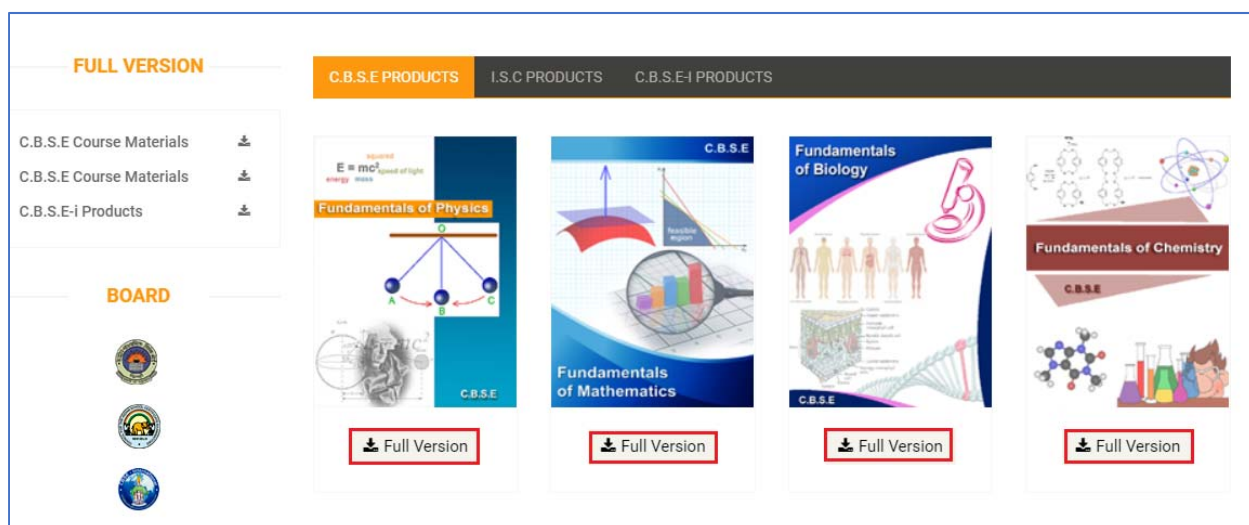 FULL VERSION
C.B.S.E Course Materials
C.B.S.E Course Materials
C.B.S.E-i Products
BOARD
C.B.S.E PRODUCTS I.S.C PRODUCTS C.B.S.E-I PRODUCTS
squared
E = mc² speed of light
energy mass
Fundamentals of Physics
O
A B C
C.B.S.E
Full Version
C.B.S.E
feasible
region
Fundamentals
of Mathematics
Full Version
Fundamentals
of Biology
C.B.S.E
Full Version
Fundamentals of Chemistry
C.B.S.E
Full Version